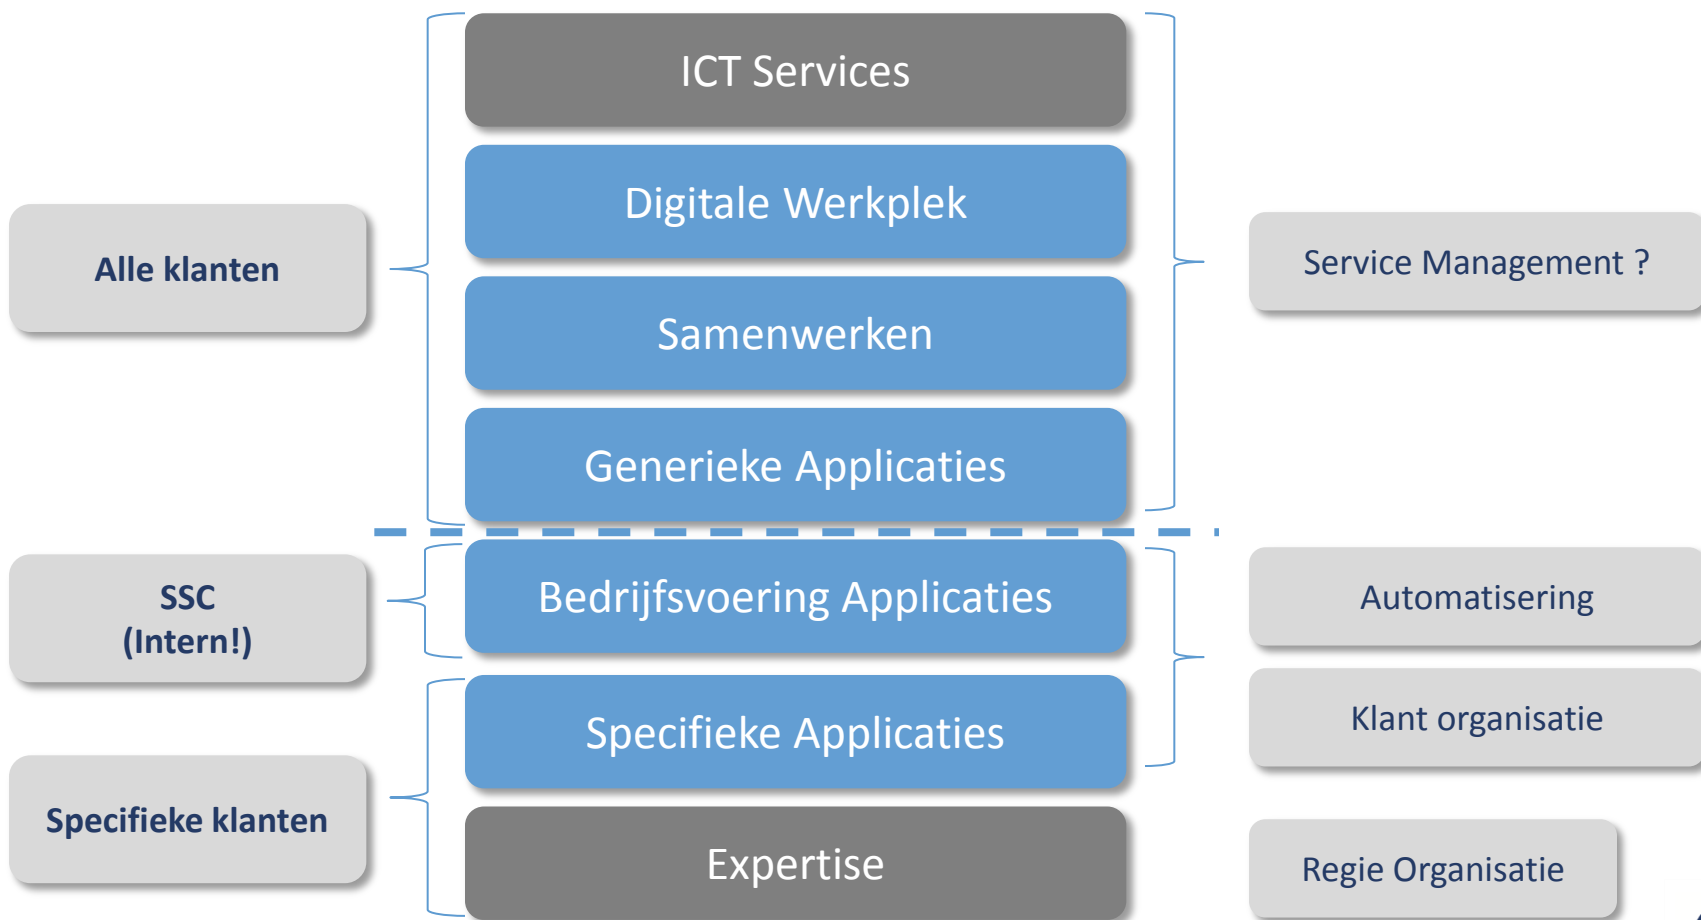 ICT Services
Digitale Werkplek
Alle klanten
Service Management ?
Samenwerken
Generieke Applicaties
SSC
(Intern!)
Bedrijfsvoering Applicaties
Automatisering
Specifieke Applicaties
Klant organisatie
Specifieke klanten
Expertise
Regie Organisatie